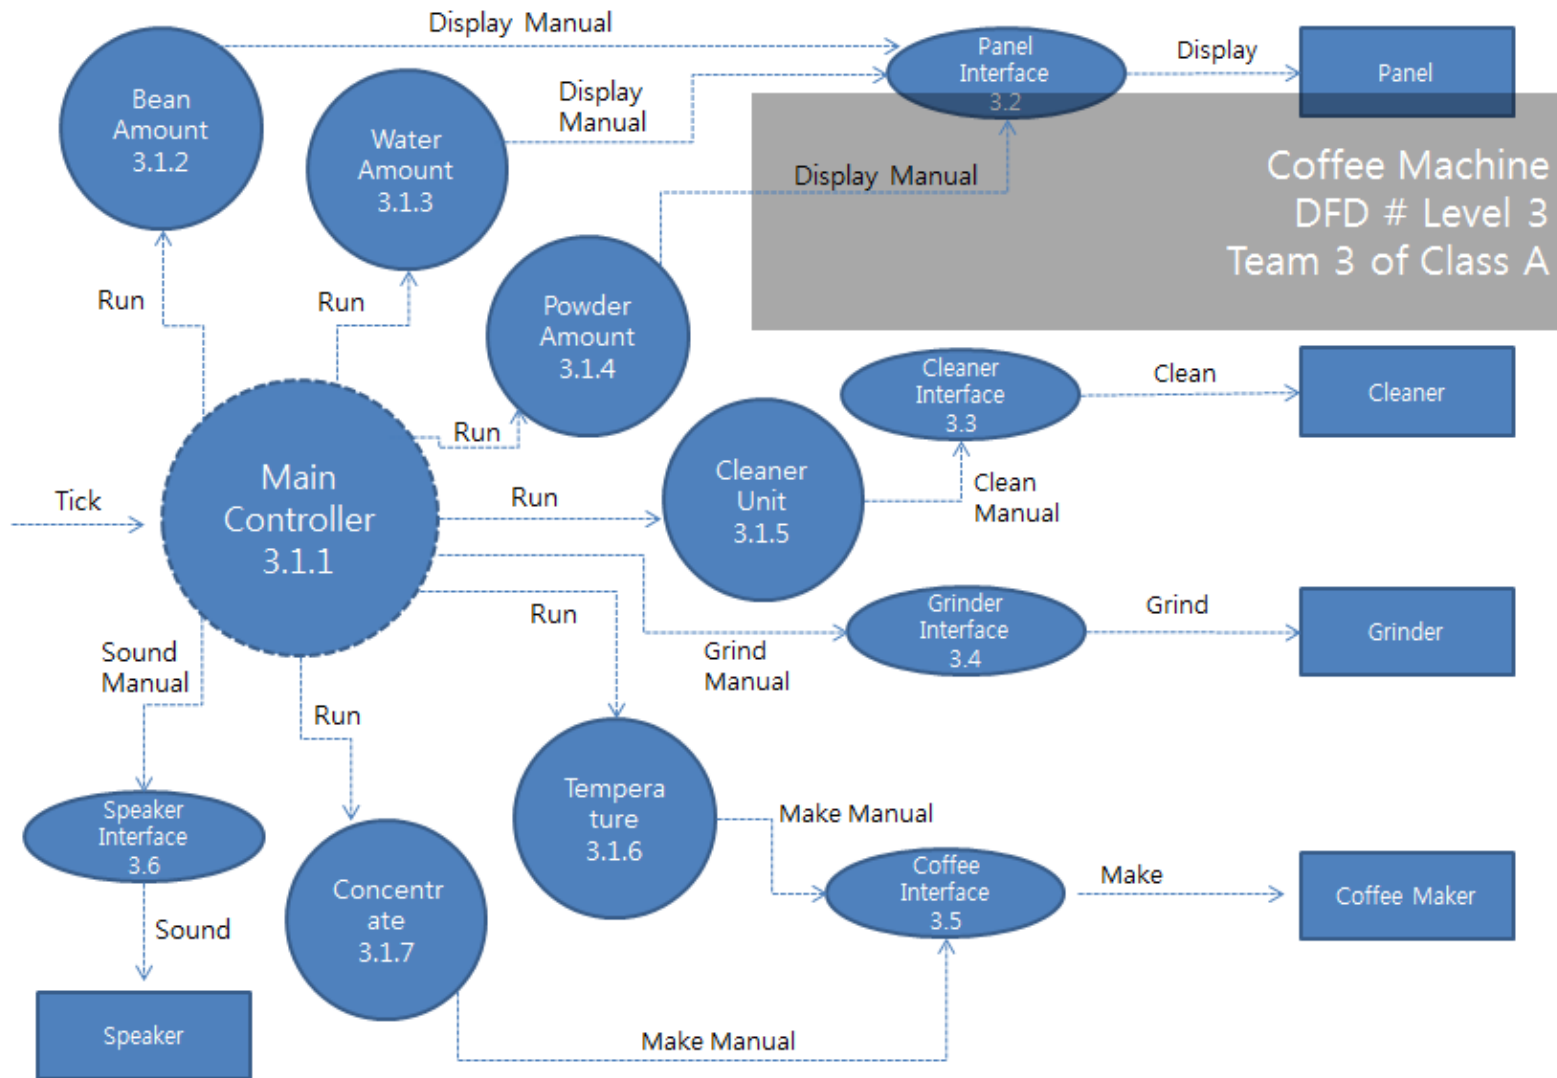 Display Manual
Panel
Interface
3.2
Display
Panel
Bean
Amount
3.1.2
Display
Manual
Water
Amount
3.1.3
Display Manual
Coffee Machine
DFD # Level 3
Team 3 of Class A
Run
Run
Powder
Amount
3.1.4
Cleaner
Interface
3.3
Clean
Cleaner
Run
Main
Controller
3.1.1
Tick
Run
Cleaner
Unit
3.1.5
Clean
Manual
Run
Grind
Manual
Grinder
Interface
3.4
Grind
Grinder
Sound
Manual
Run
Tempera
ture
3.1.6
Make Manual
Speaker
Interface
3.6
Coffee
Interface
3.5
Make
Coffee Maker
Concentr
ate
3.1.7
Sound
Speaker
Make Manual